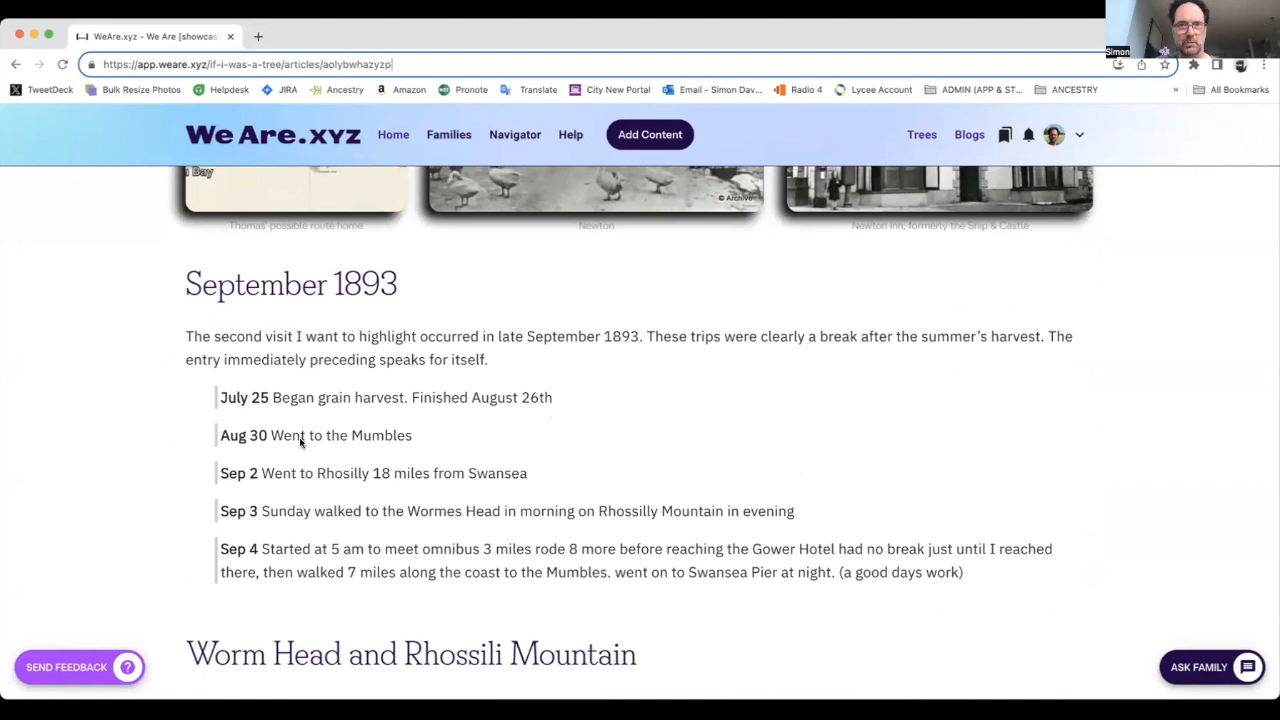 WeAre.xyz - We Are [showcas
Simon
https://app.weare.xyz/if-i-was-a-tree/articles/aolybwhazyzp
TweetDeck Bulk Resize Photos Helpdesk JIRA Ancestry Amazon Pronote Translate City New Portal Email - Simon Dav... Radio 4 Lycee Account ADMIN (APP & ST... ANCESTRY » All Bookmarks
We Are.xyz Home Families Navigator Help Add Content Trees Blogs
Bay
© Archive
Thomas' possible route home Newton Newton Inn, formerly the Ship & Castle
September 1893
The second visit I want to highlight occurred in late September 1893. These trips were clearly a break after the summer's harvest. The
entry immediately preceding speaks for itself.
July 25 Began grain harvest. Finished August 26th
Aug 30 Went to the Mumbles
Sep 2 Went to Rhosilly 18 miles from Swansea
Sep 3 Sunday walked to the Wormes Head in morning on Rhossilly Mountain in evening
Sep 4 Started at 5 am to meet omnibus 3 miles rode 8 more before reaching the Gower Hotel had no break just until I reached
there, then walked 7 miles along the coast to the Mumbles. went on to Swansea Pier at night. (a good days work)
Worm Head and Rhossili Mountain
SEND FEEDBACK ?
ASK FAMILY